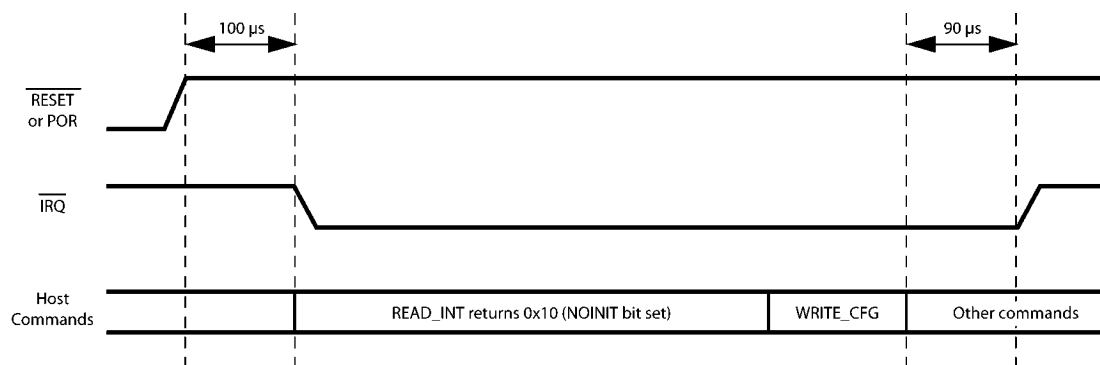 100 µs
90 µs
RESET
or POR
IRQ
Host
Commands
READ_INT returns 0x10 (NOINIT bit set)
WRITE_CFG
Other commands